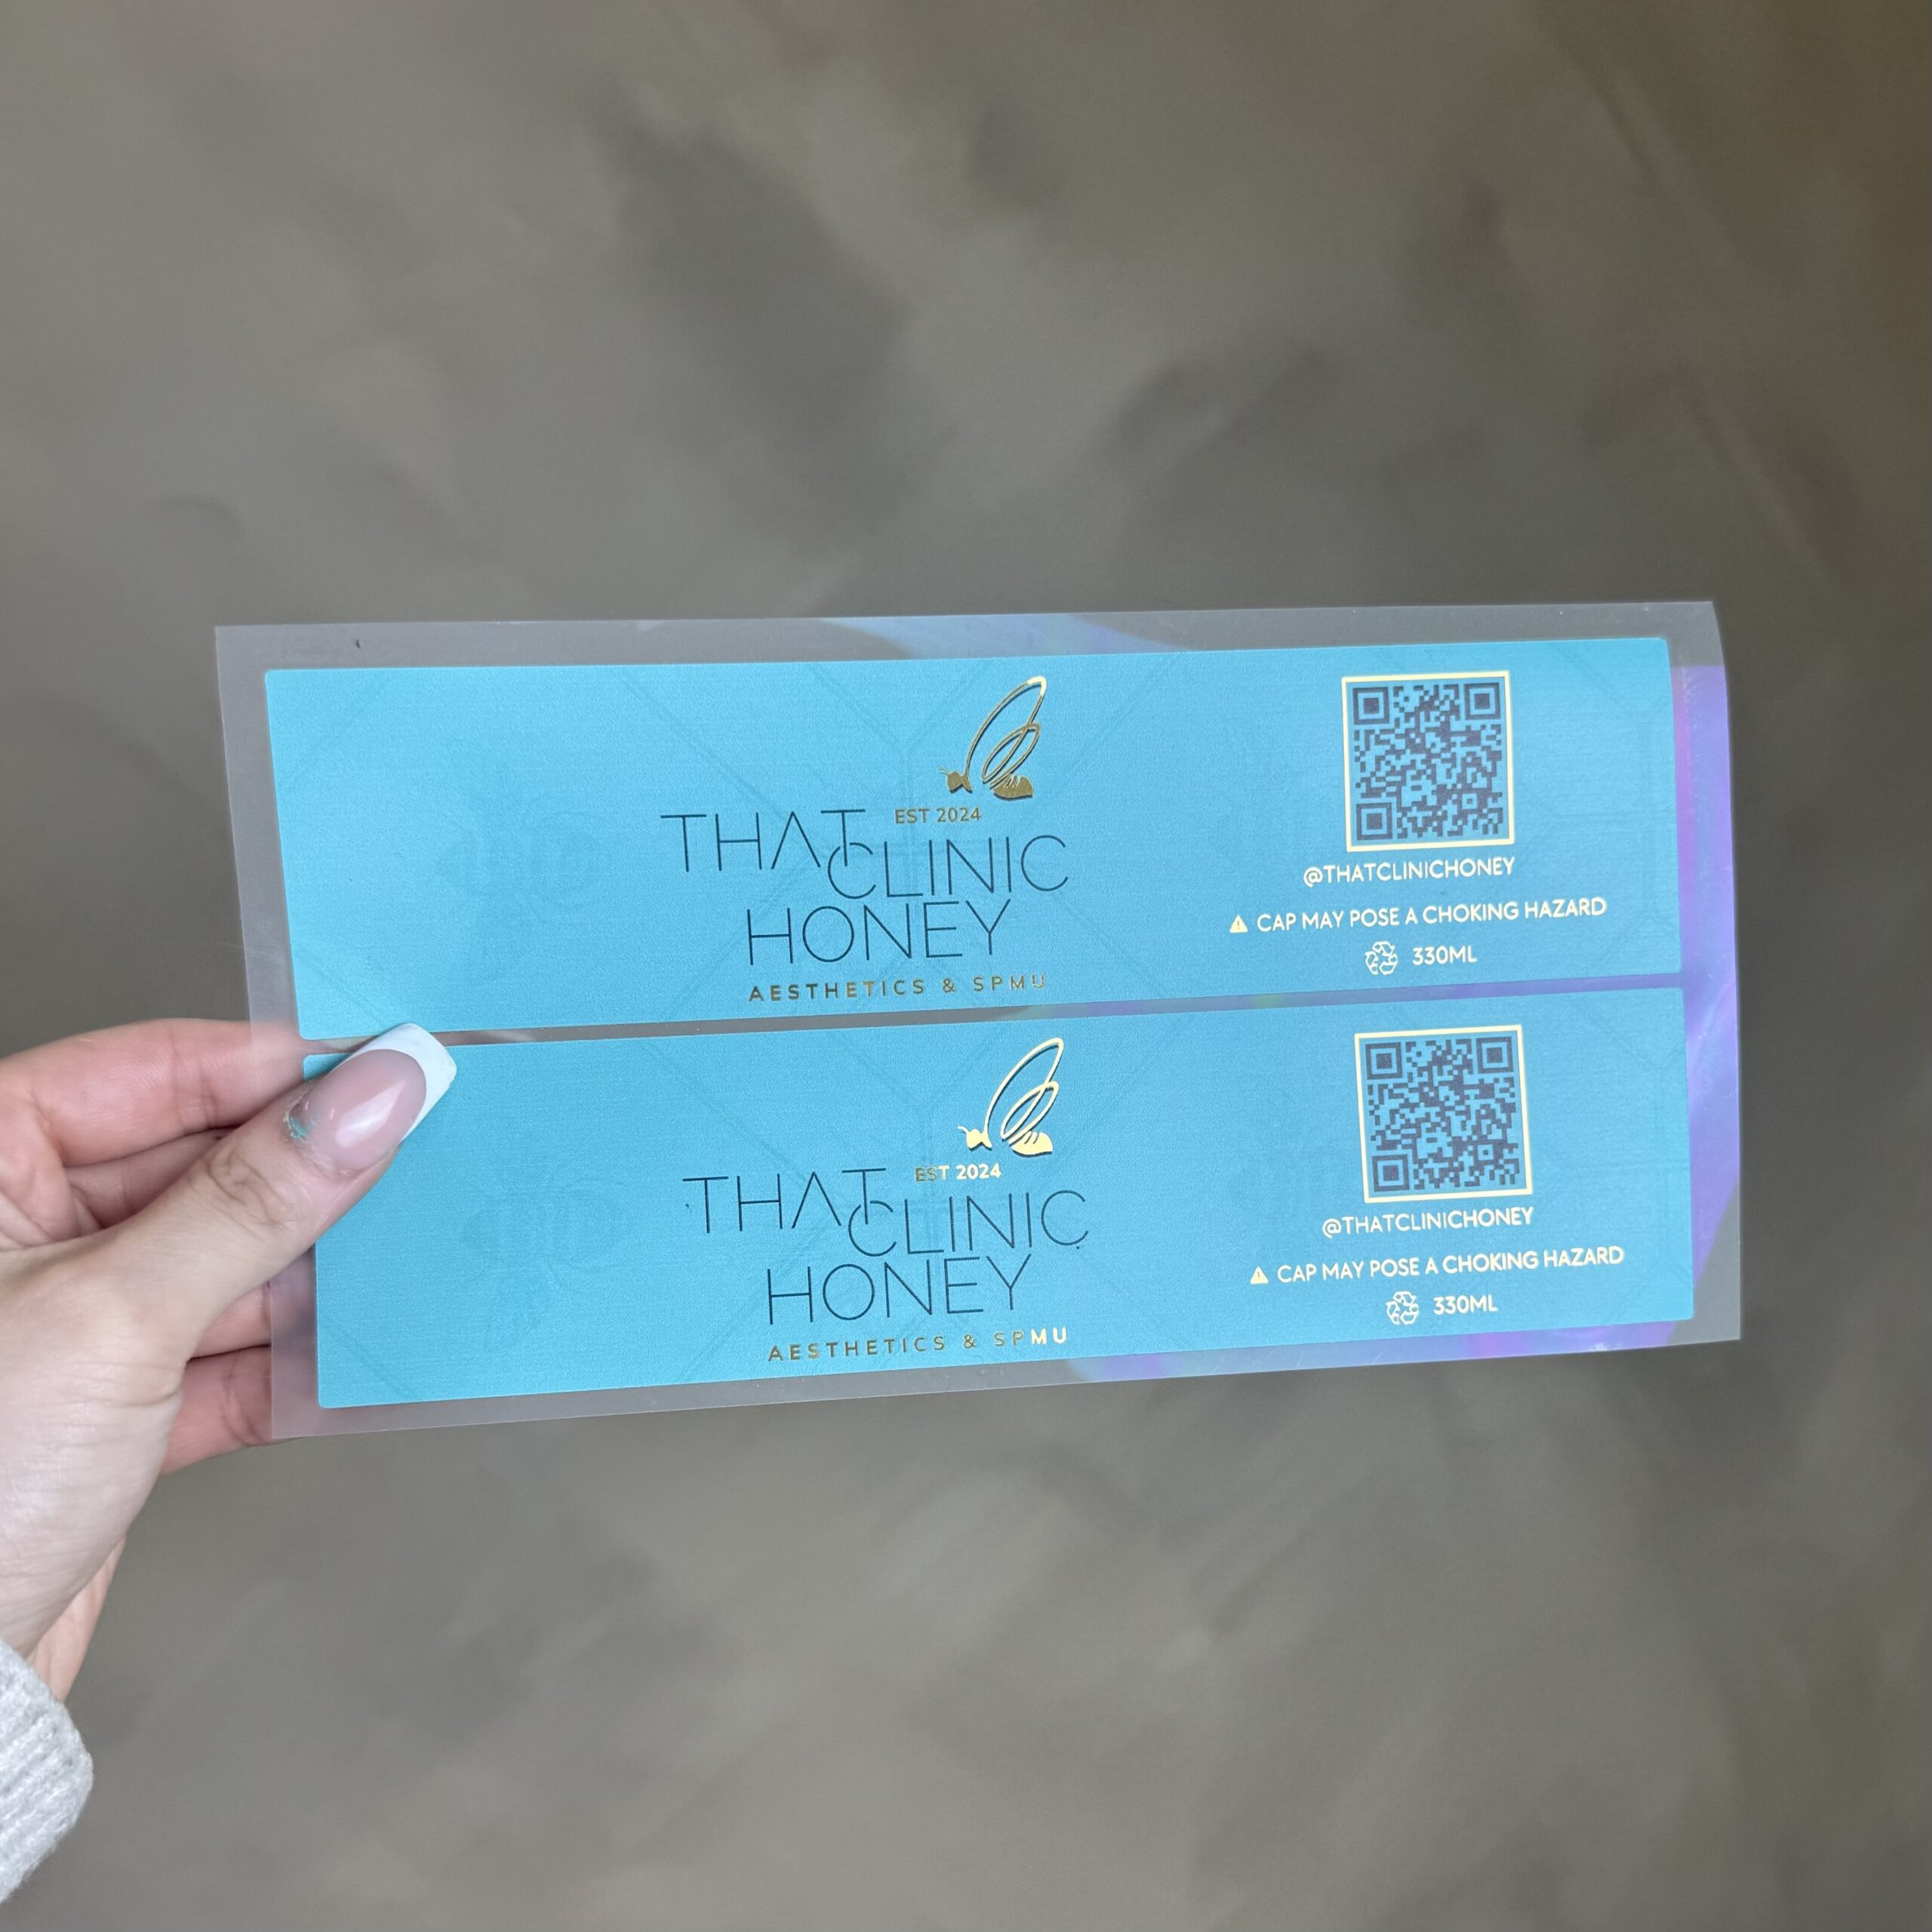 EST 2024
THAT
CLINIC
HONEY
AESTHETICS & SPMU
@THATCLINICHONEY
CAP MAY POSE A CHOKING HAZARD
330ML
EST 2024
THAT
CLINIC
HONEY
AESTHETICS & SPMU
@THATCLINICHONEY
CAP MAY POSE A CHOKING HAZARD
330ML